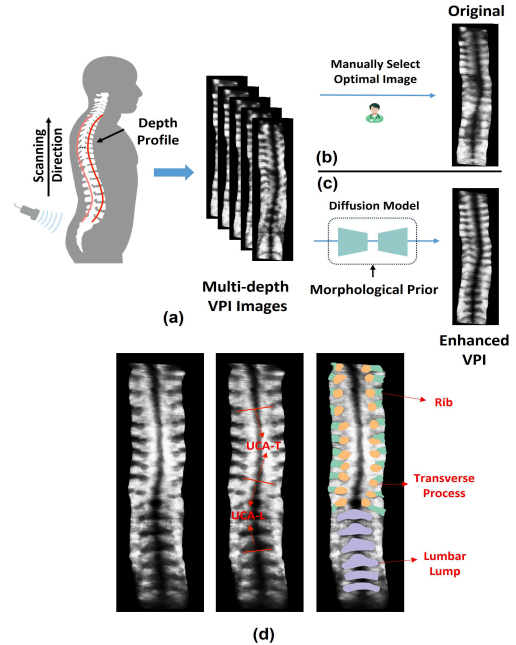 Original
Manually Select
Optimal Image
Scanning
Direction
Depth
Profile
(b)
(c)
Diffusion Model
Morphological Prior
Multi-depth
VPI Images
(a)
Enhanced
VPI
UCA-T
UCA-L
Rib
Transverse
Process
Lumbar
Lump
(d)